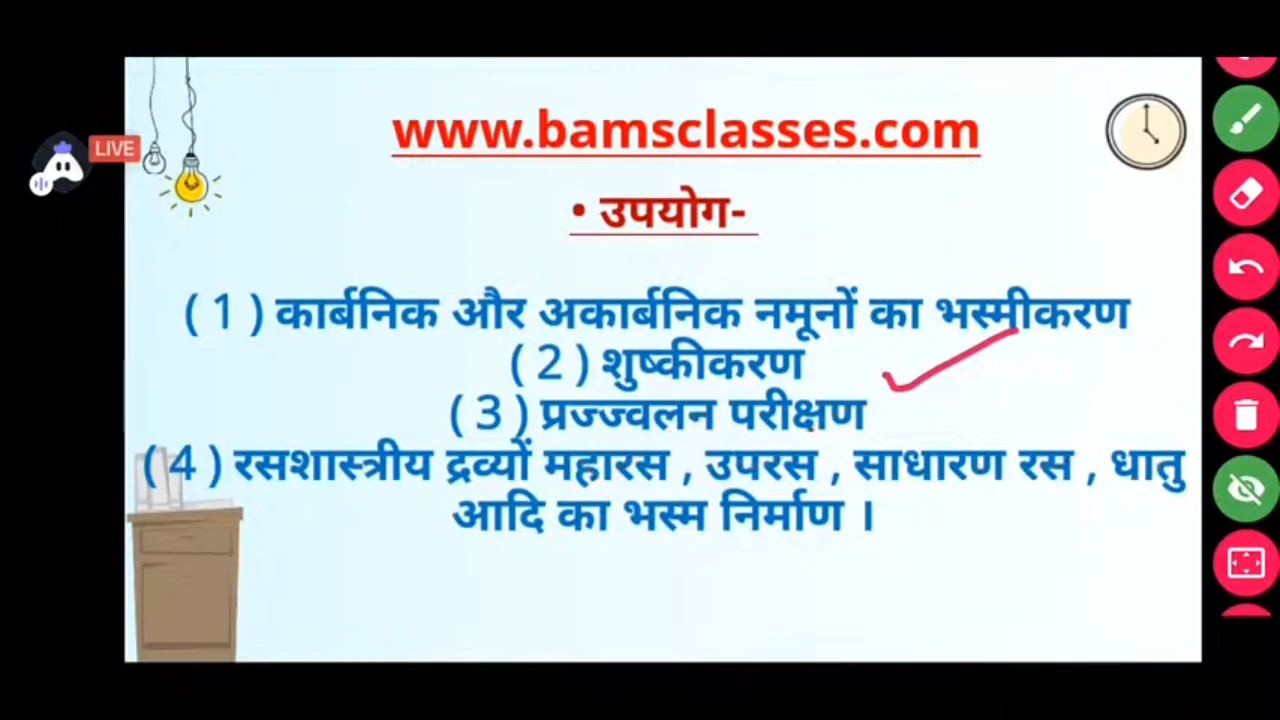 www.bamsclasses.com
LIVE
• उपयोग-
( 1 ) कार्बनिक और अकार्बनिक नमूनों का भस्मीकरण
( 2 ) शुष्कीकरण
( 3 ) प्रज्ज्वलन परीक्षण
( 4 ) रसशास्त्रीय द्रव्यों महारस , उपरस , साधारण रस , धातु
आदि का भस्म निर्माण ।